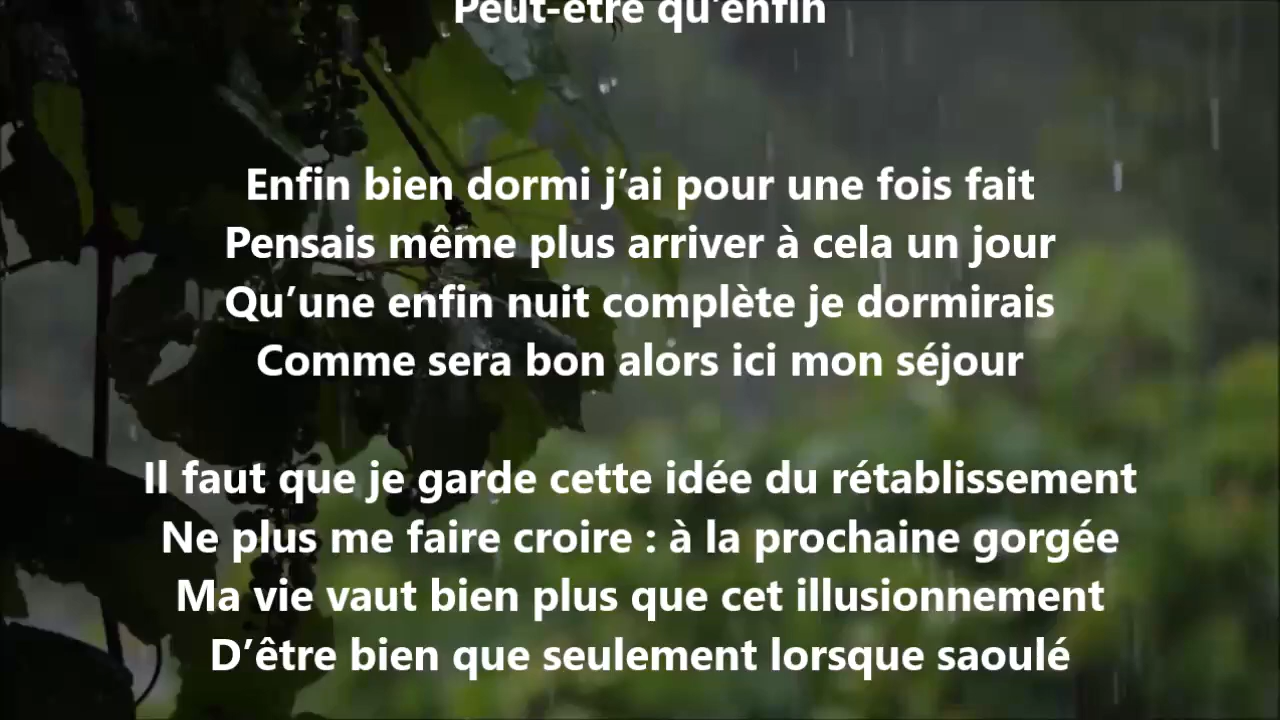 Peut-être qu'enfin
Enfin bien dormi j’ai pour une fois fait
Pensais même plus arriver à cela un jour
Qu’une enfin nuit complète je dormirais
Comme sera bon alors ici mon séjour
Il faut que je garde cette idée du rétablissement
Ne plus me faire croire : à la prochaine gorgée
Ma vie vaut bien plus que cet illusionnement
D’être bien que seulement lorsque saoulé